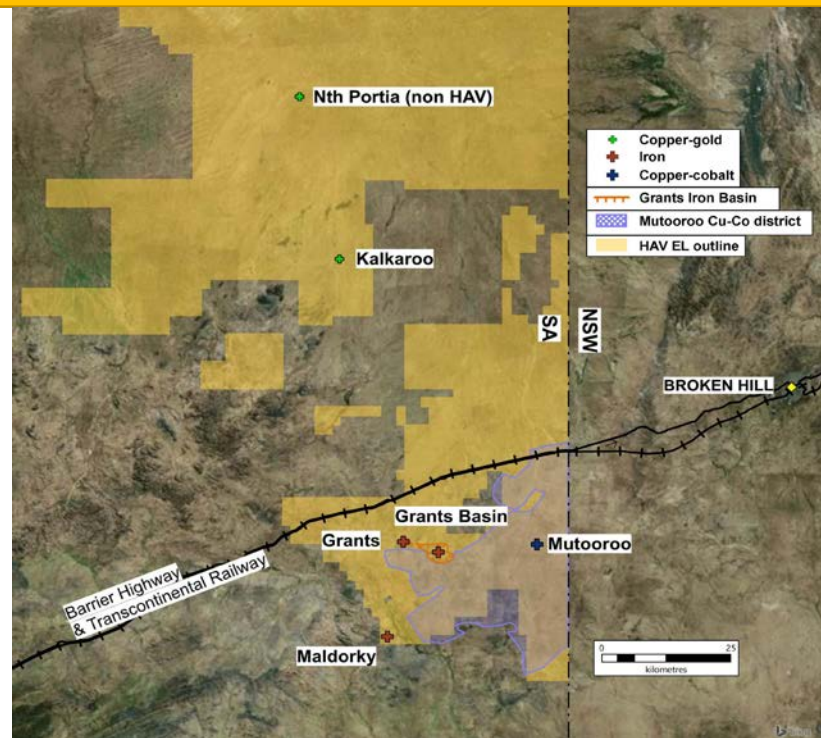 Nth Portia (non HAV)
Copper-gold
Iron
Copper-cobalt
Grants Iron Basin
Mutooroo Cu-Co district
HAV EL outline
Kalkaroo
SA
NSW
BROKEN HILL
Grants Basin
Grants
Mutooroo
Barrier Highway
& Transcontinental Railway
Maldorky
0
25
kilometres